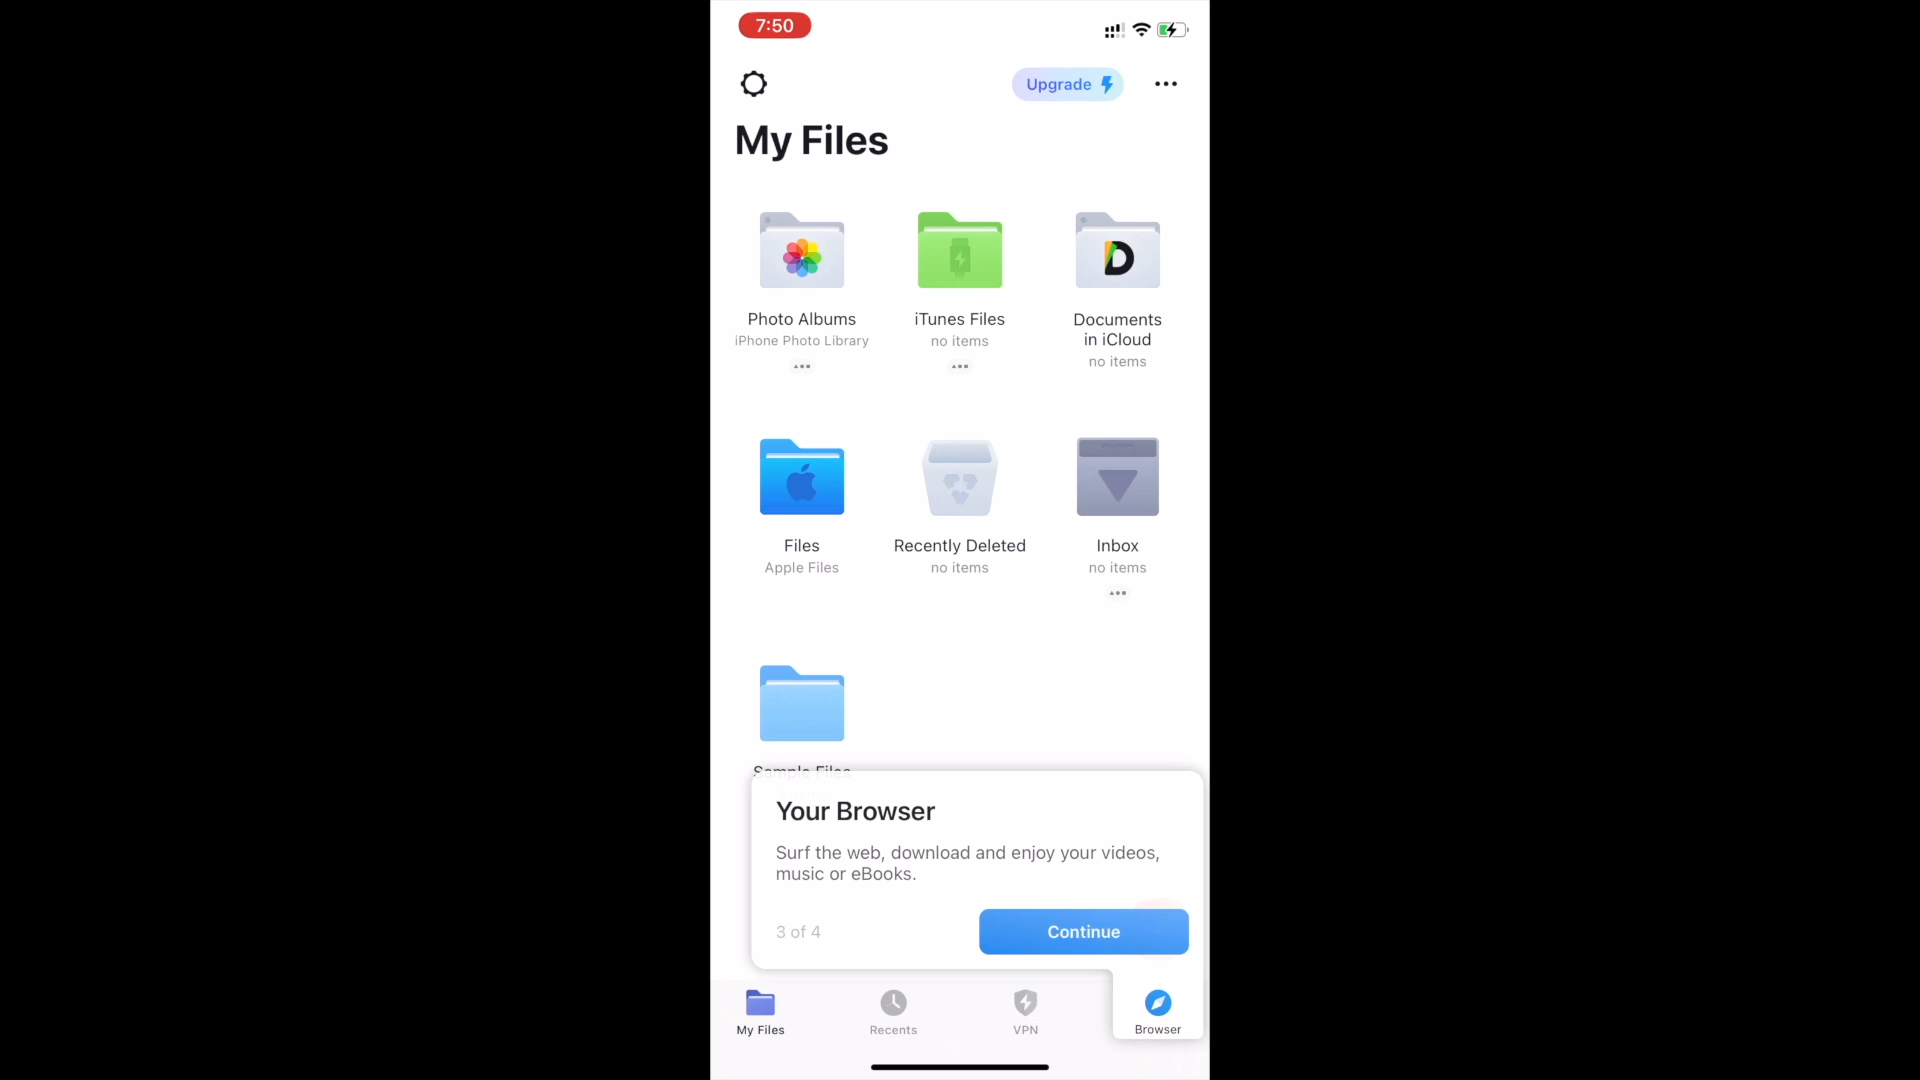 7:50
Upgrade
My Files
Photo Albums
iPhone Photo Library
iTunes Files
no items
Documents
in iCloud
no items
Files
Apple Files
Recently Deleted
no items
Inbox
no items
Sample Files
Your Browser
Surf the web, download and enjoy your videos,
music or eBooks.
3 of 4
Continue
My Files
Recents
VPN
Browser